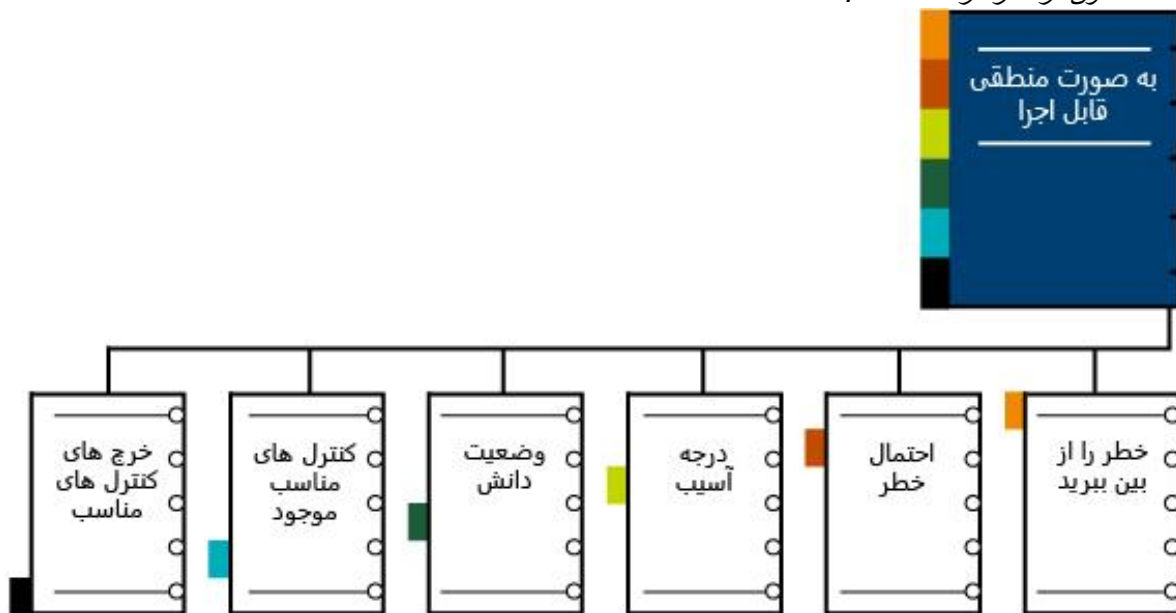 به صورت منطقی
قابل اجرا
خطر را از
بین ببرید
احتمال
خطر
درجه
آسیب
وضعیت
دانش
کنترل های
مناسب
موجود
خرج های
کنترل های
مناسب